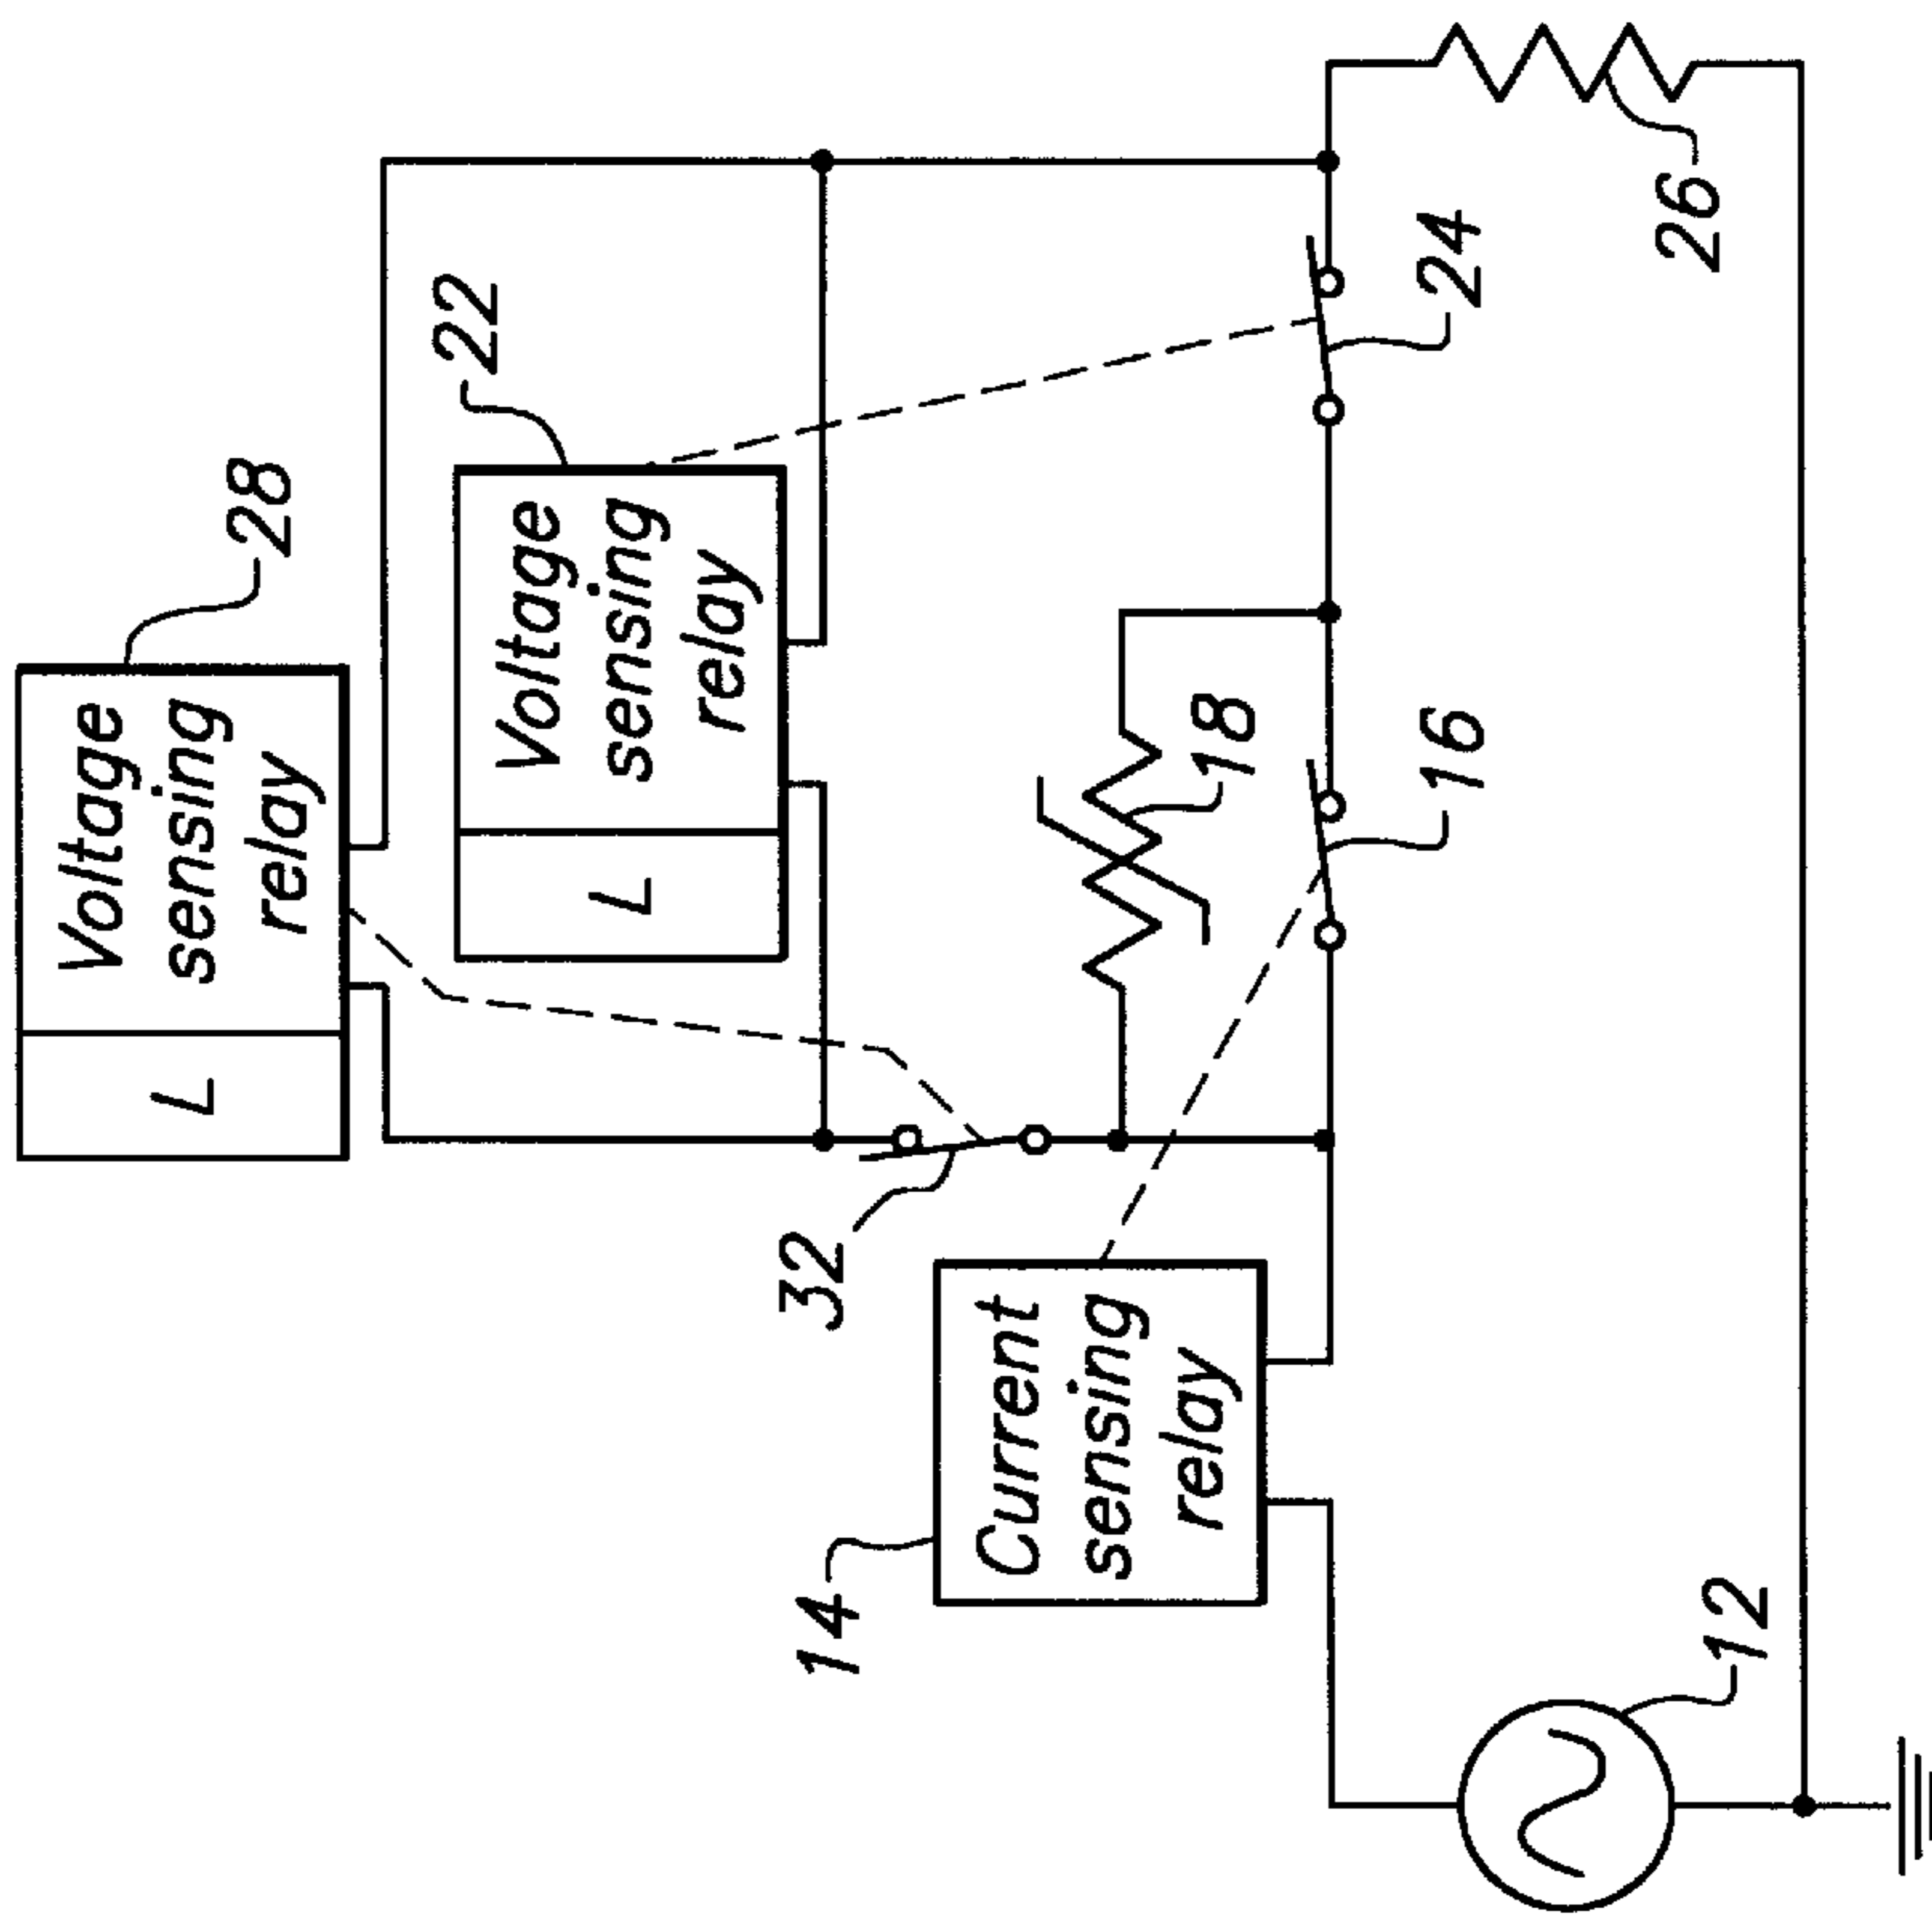 28
L
Voltage
sensing
relay
22
L
Voltage
sensing
relay
32
18
24
16
26
14
Current
sensing
relay
12